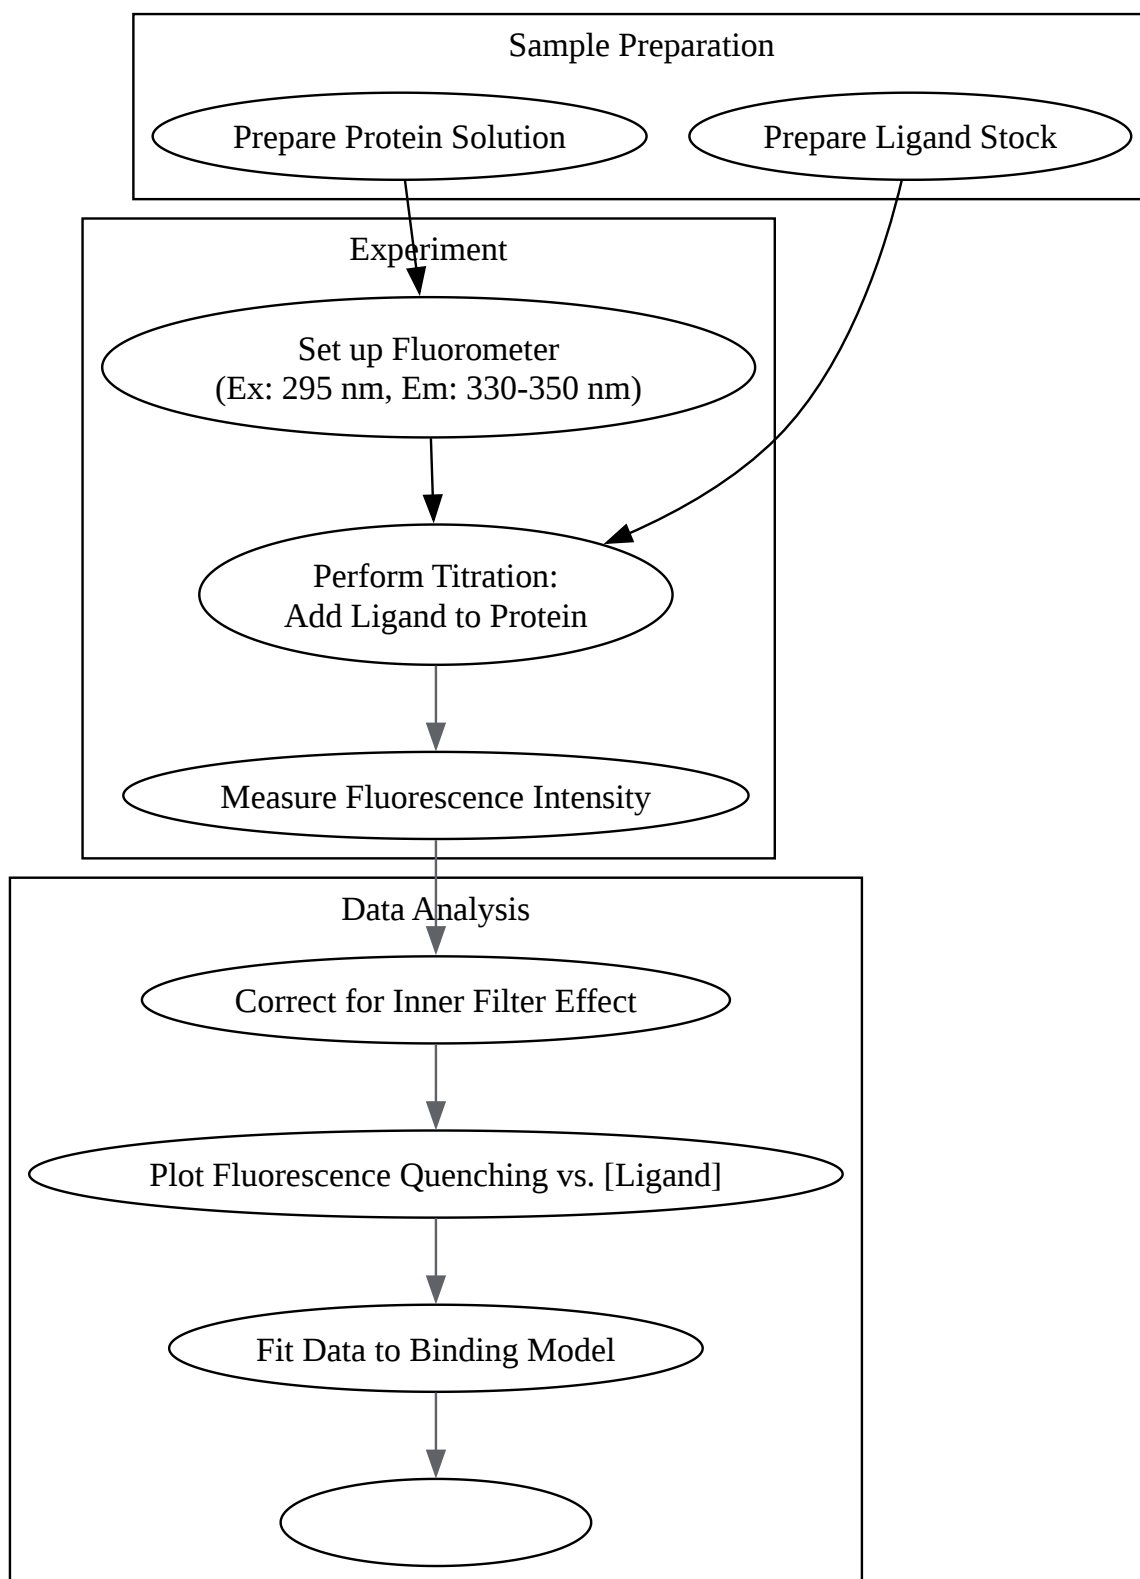 Sample Preparation
Prepare Protein Solution
Prepare Ligand Stock
Experiment
Set up Fluorometer
(Ex: 295 nm, Em: 330-350 nm)
Perform Titration:
Add Ligand to Protein
Measure Fluorescence Intensity
Data Analysis
Correct for Inner Filter Effect
Plot Fluorescence Quenching vs. [Ligand]
Fit Data to Binding Model